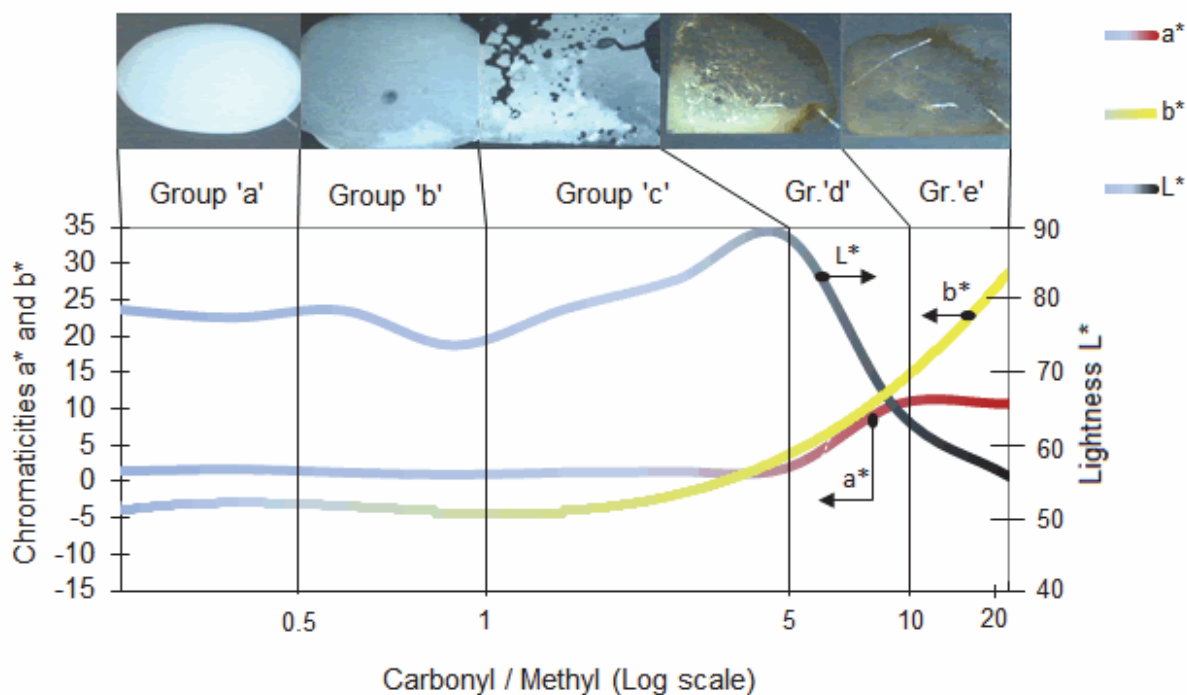 a*
b*
L*
Group 'a' Group 'b' Group 'c' Gr.'d' Gr.'e'
Chromaticities a* and b*
35
30
25
20
15
10
5
0
-5
-10
-15
90
80
70
60
50
40
Lightness L*
L*
b*
a*
0.5 1 5 10 20
Carbonyl / Methyl (Log scale)